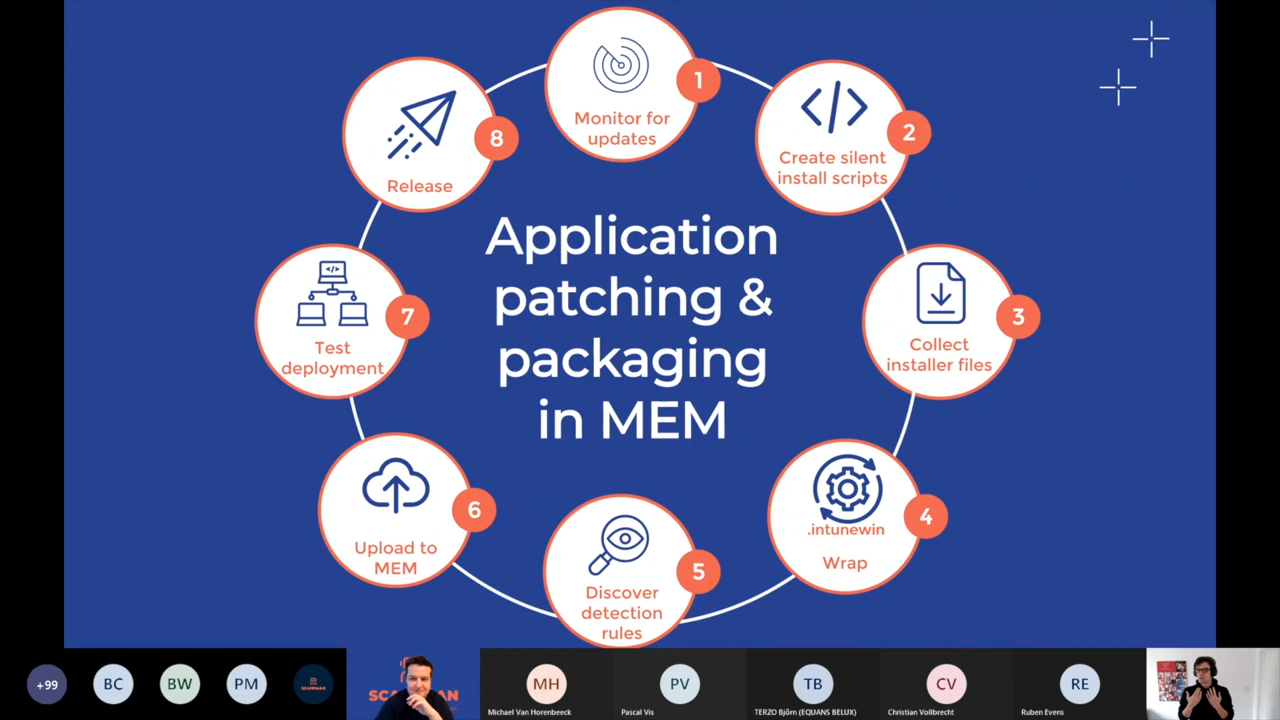 1
Monitor for
updates
2
</>
Create silent
install scripts
3
Collect
installer files
4
.intunewin
Wrap
5
Discover
detection
rules
6
Upload to
MEM
7
</>
Test
deployment
8
Release
Application
patching &
packaging
in MEM
+99
BC
BW
PM
MH
Michael Van Horenbeeck
PV
Pascal Vis
TB
TERZO Björn (EQUANS BELUX)
CV
Christian Vollbrecht
RE
Ruben Evens